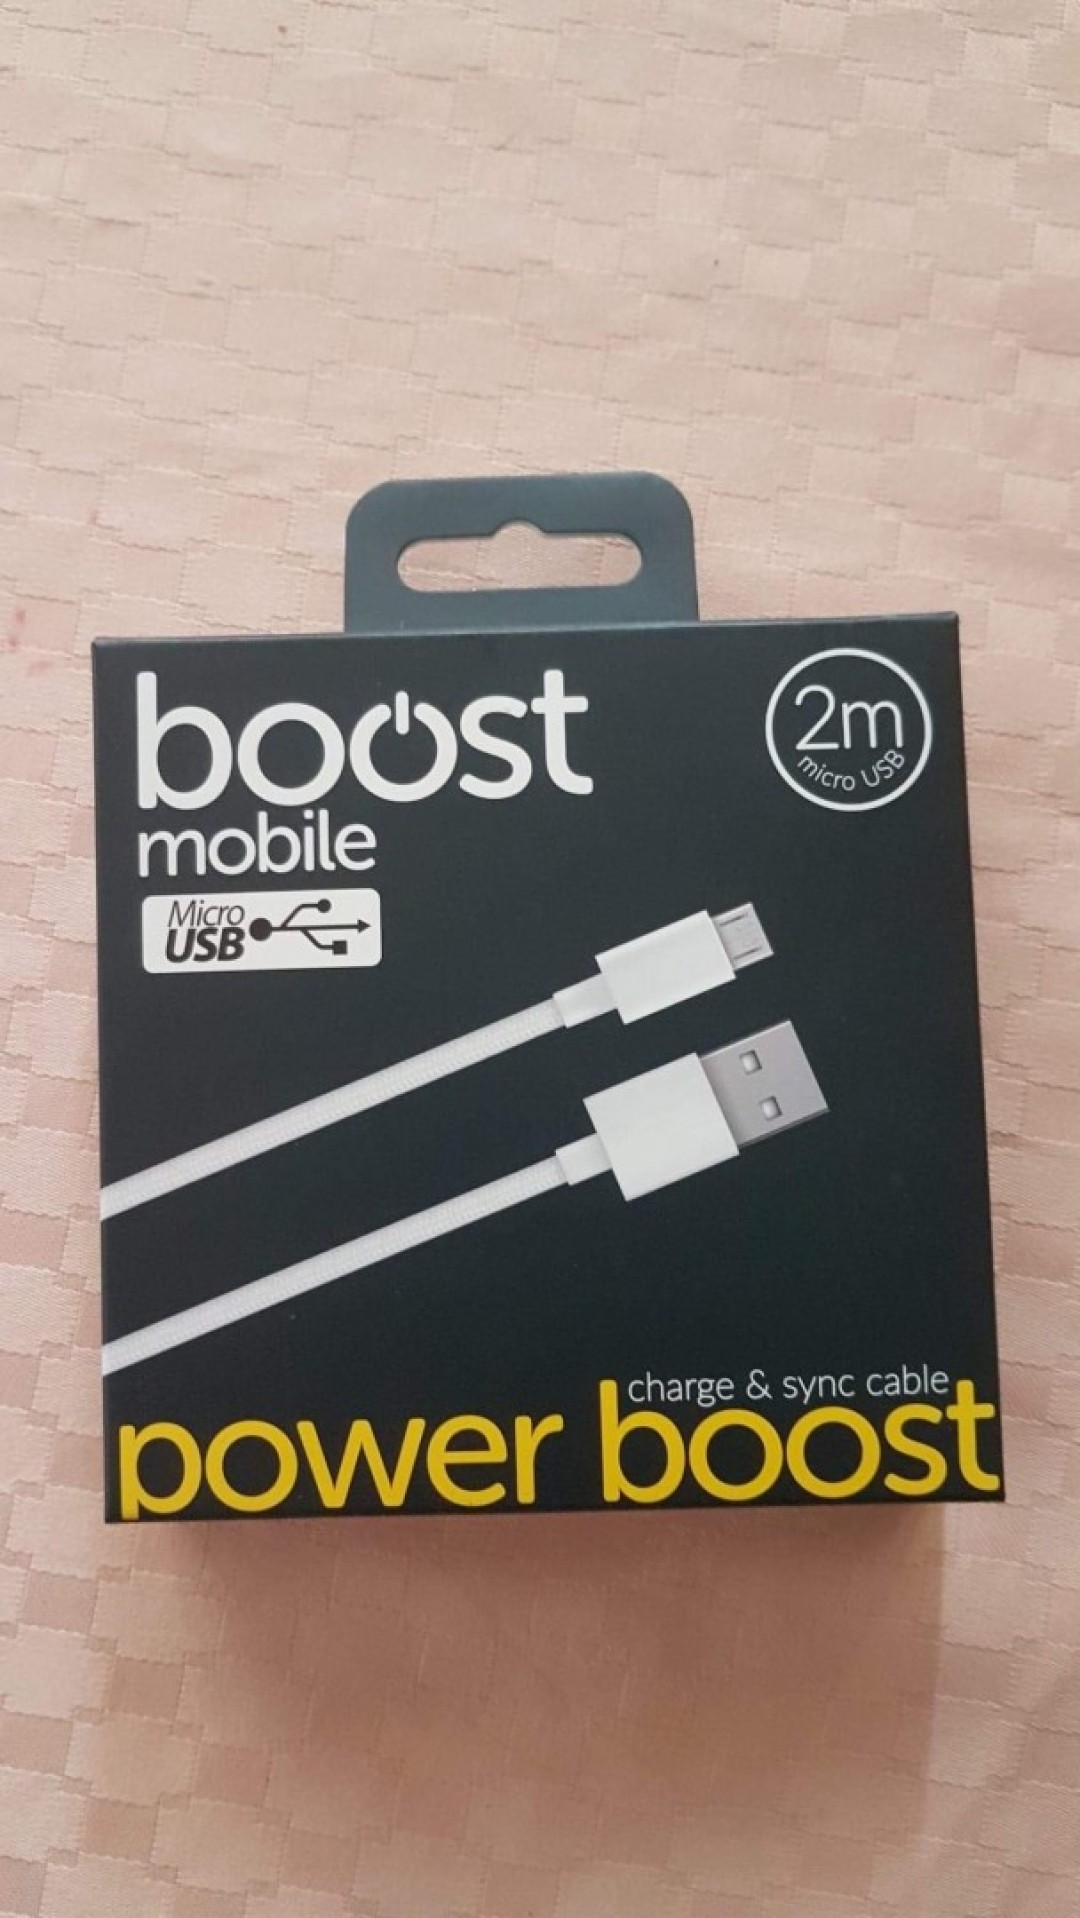 boost
mobile
2m
micro USB
Micro
USB
charge & sync cable
power boost